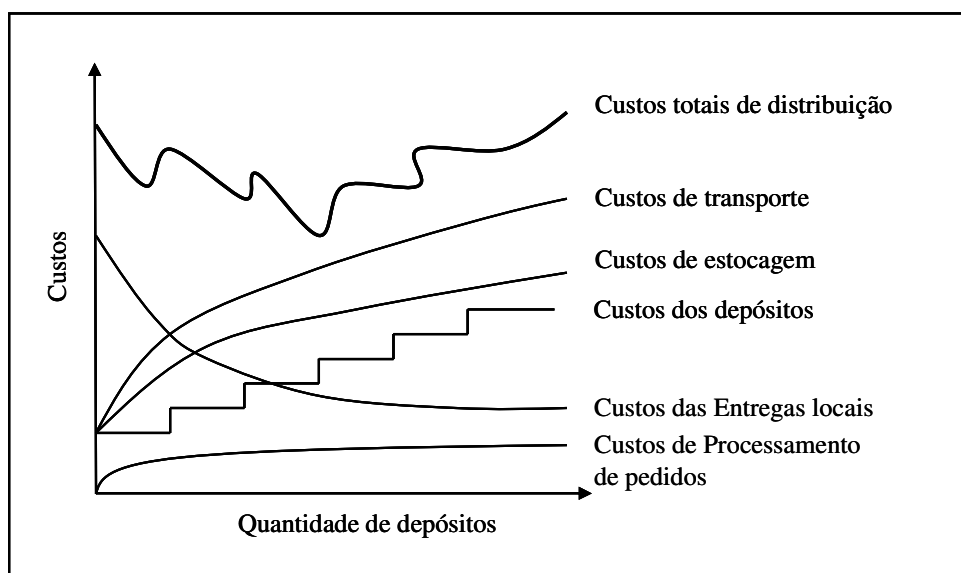 Custos totais de distribuição
Custos de transporte
Custos de estocagem
Custos dos depósitos
Custos das Entregas locais
Custos de Processamento
de pedidos
Custos
Quantidade de depósitos